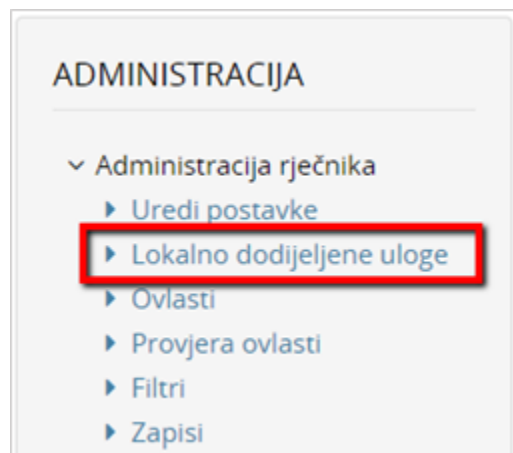 ADMINISTRACIJA
Administracija rječnika
Uredi postavke
Lokalno dodijeljene uloge
Ovlasti
Provjera ovlasti
Filtri
Zapisi